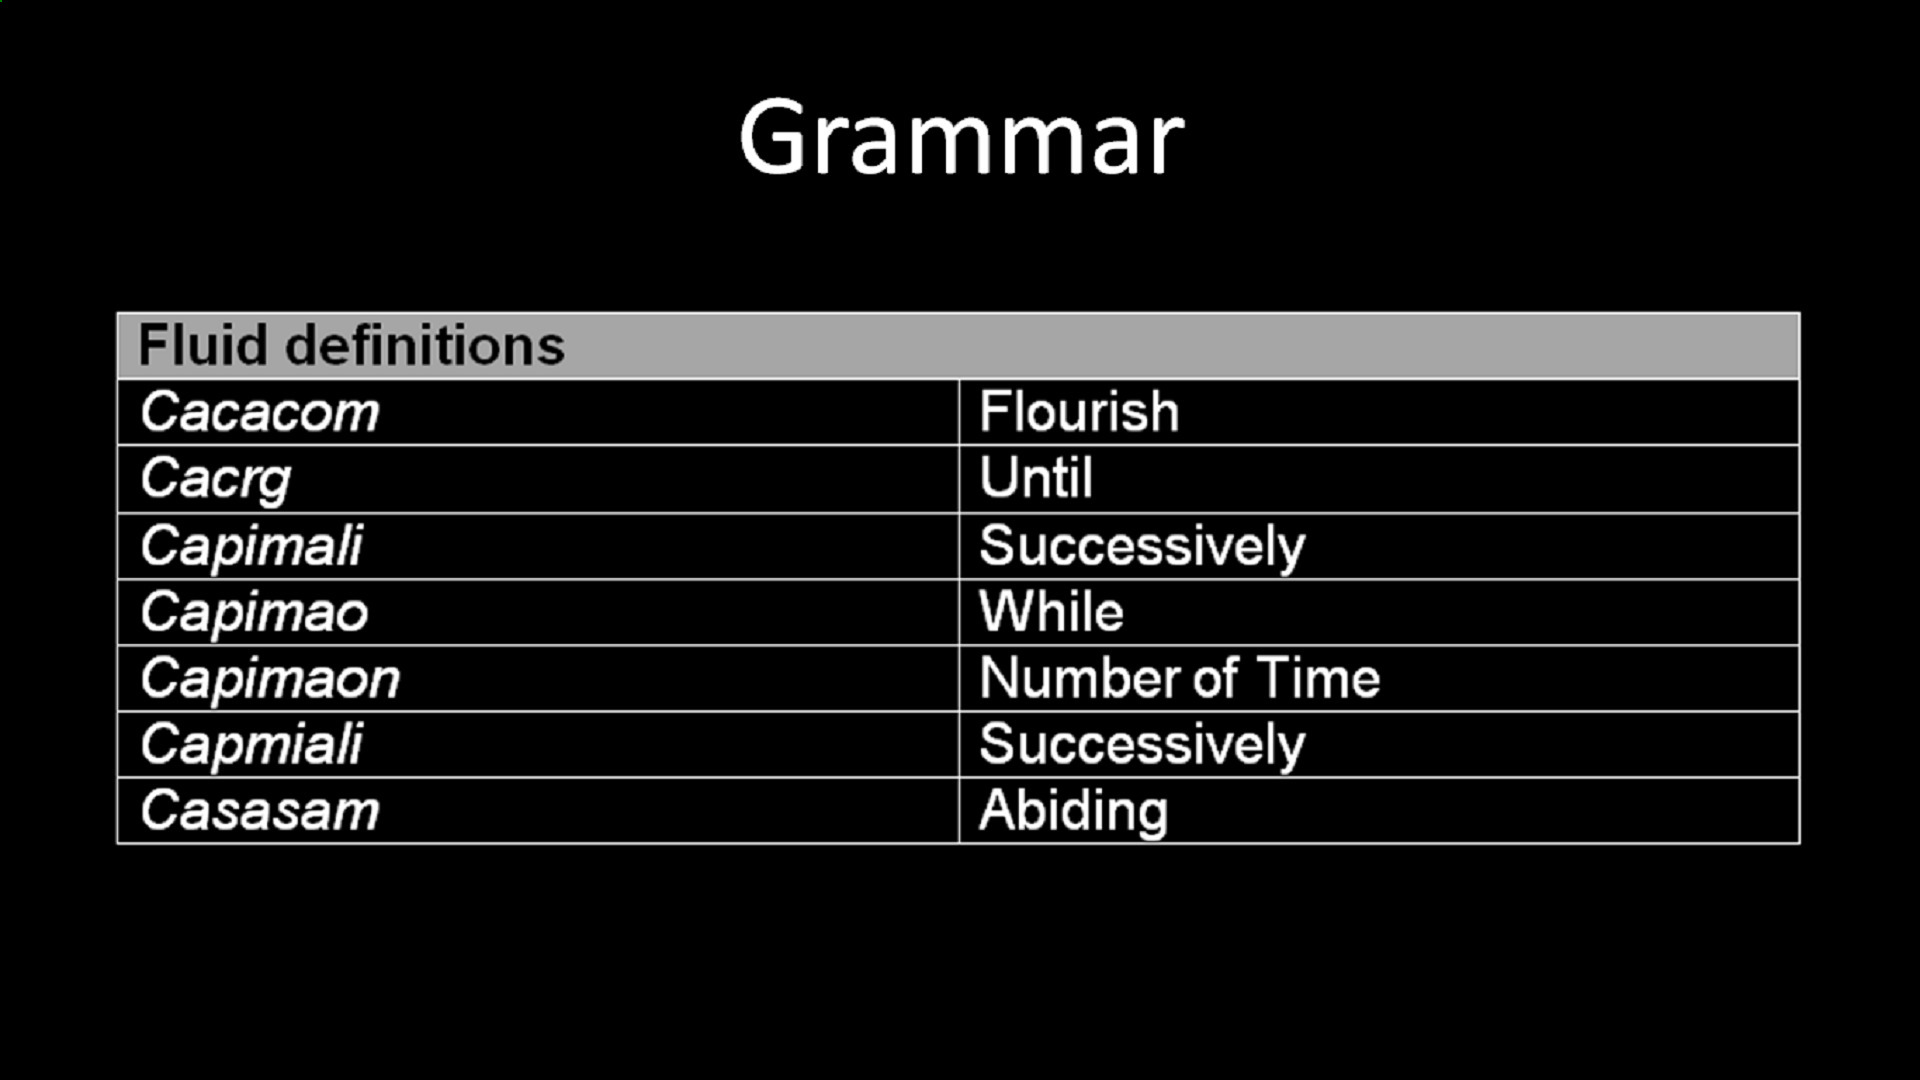 Grammar
Fluid definitions
Cacacom Flourish
Cacrg Until
Capimali Successively
Capimao While
Capimaon Number of Time
Capmiali Successively
Casasam Abiding